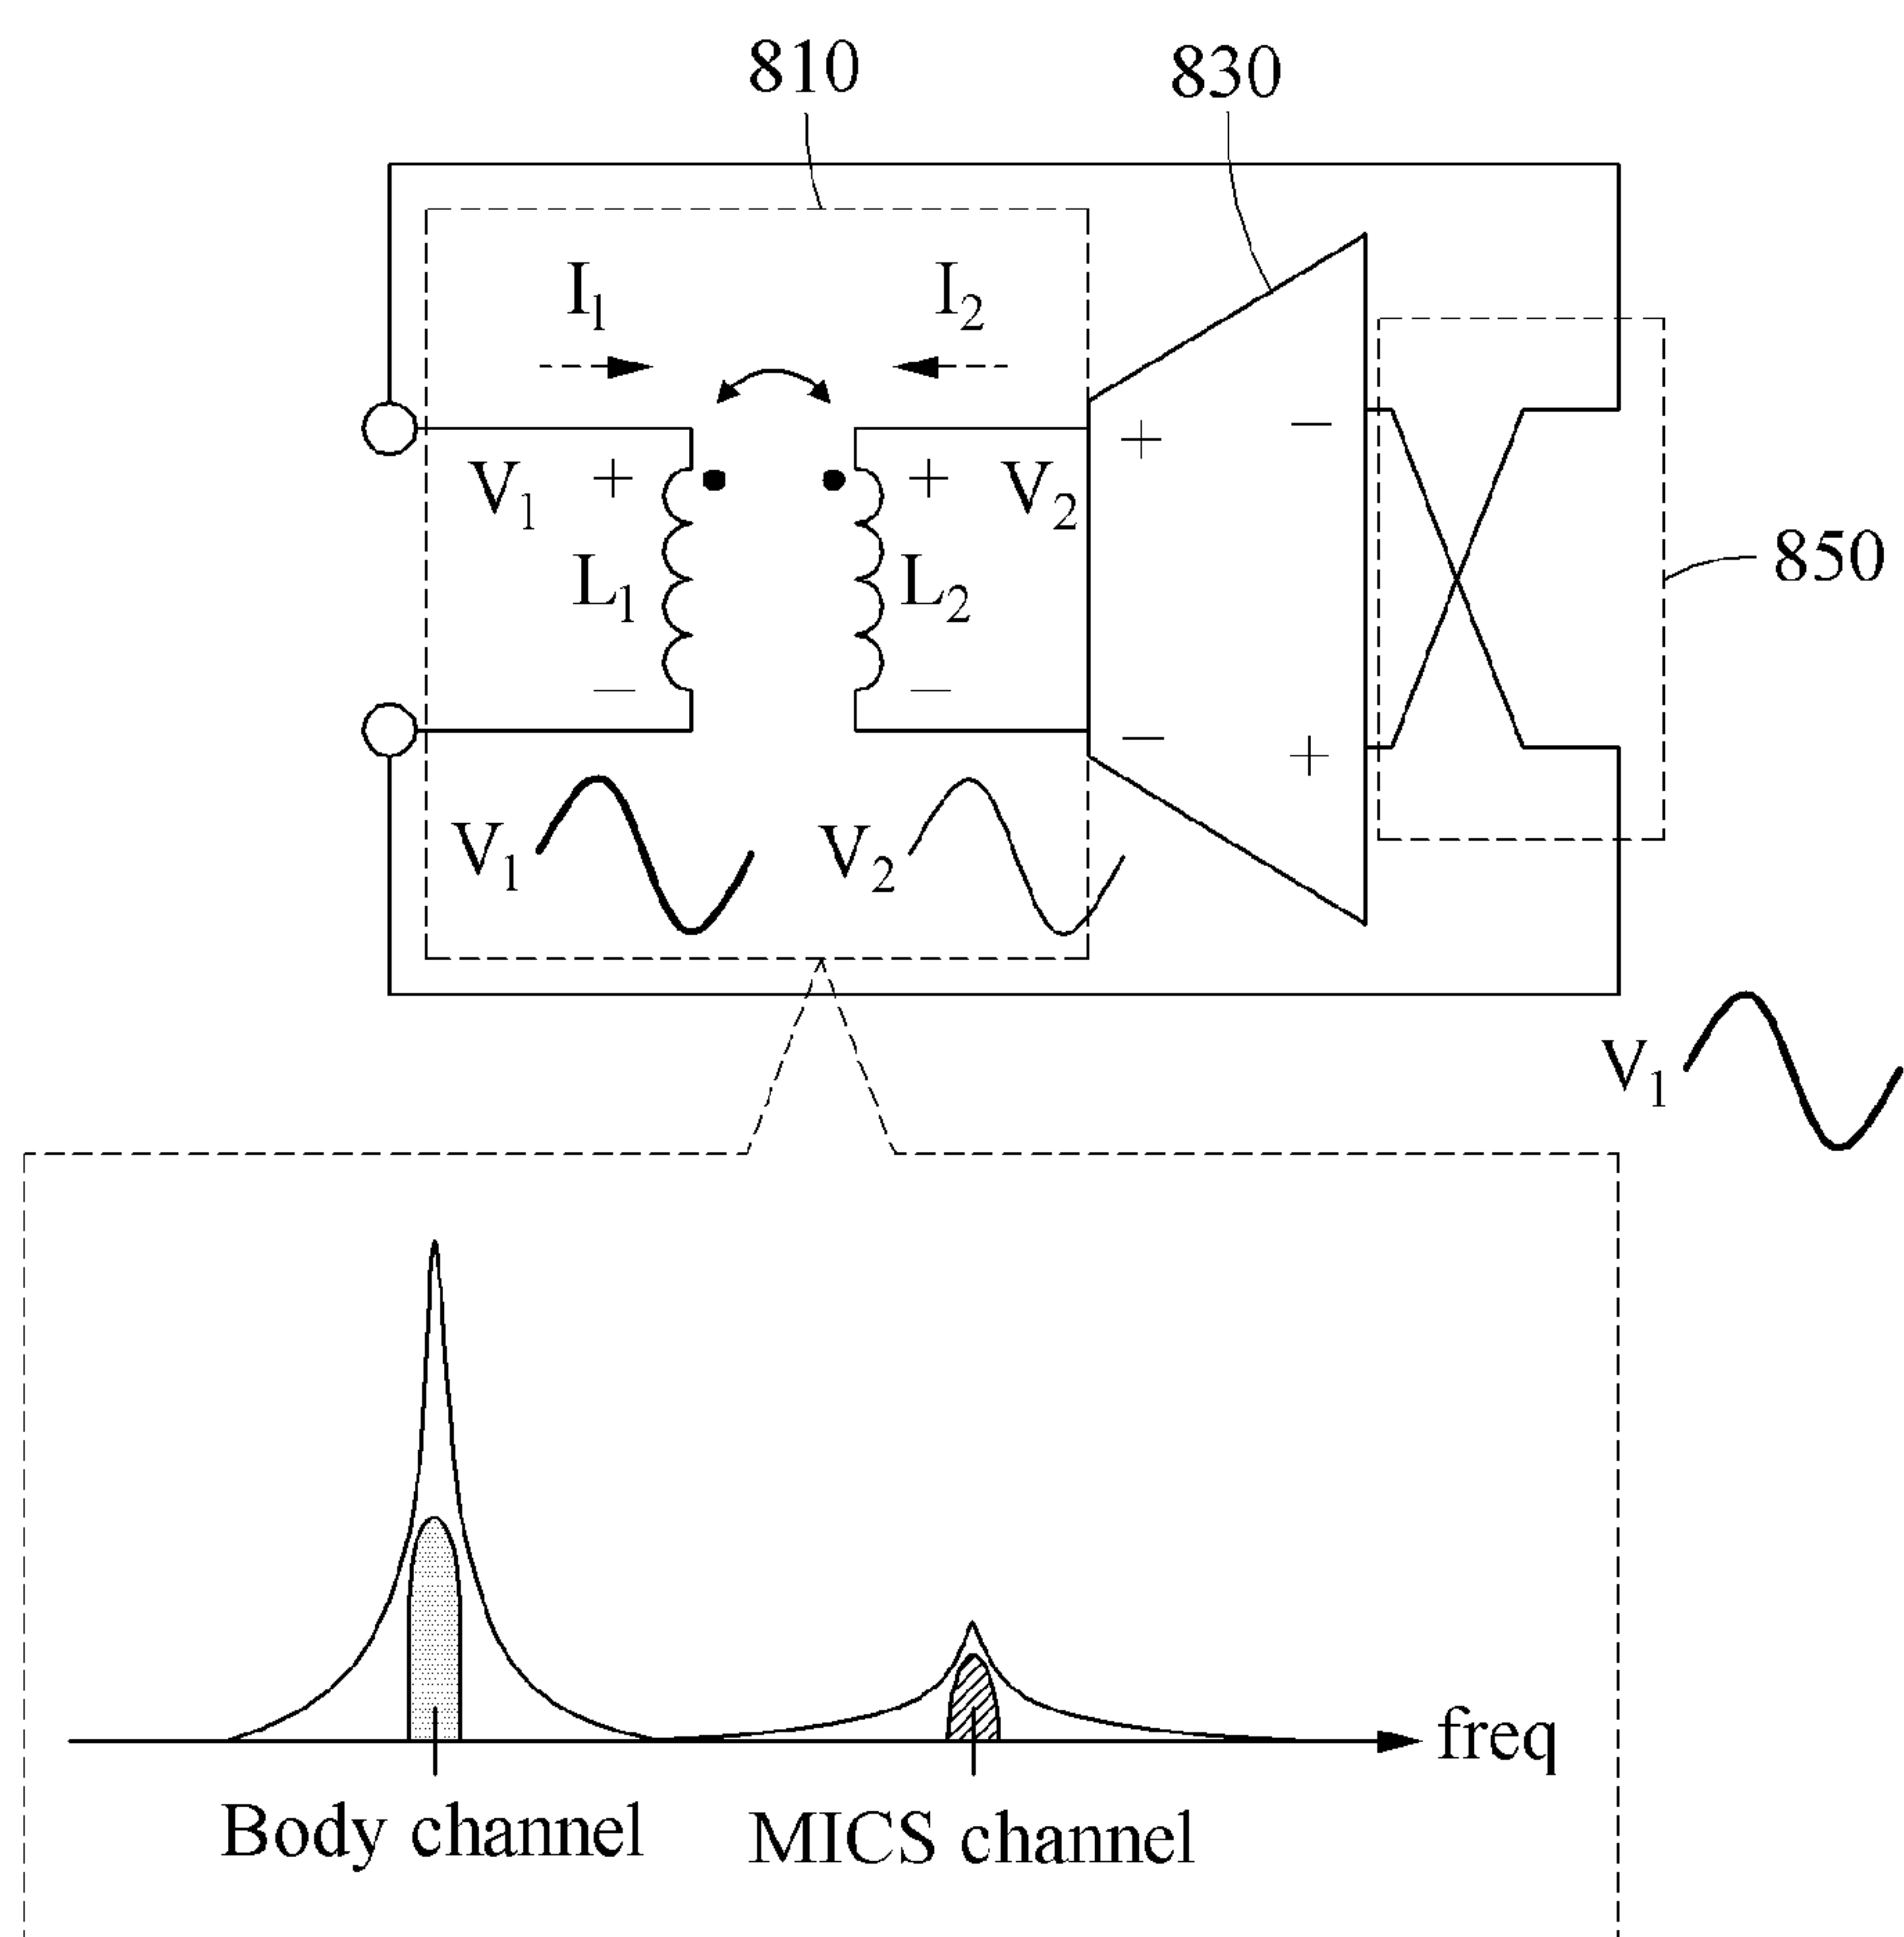 810 830
I₁ I₂
+ −
V₁ + + V₂
L₁ L₂
850
− − − +
V₁ V₂
V₁
freq
Body channel MICS channel